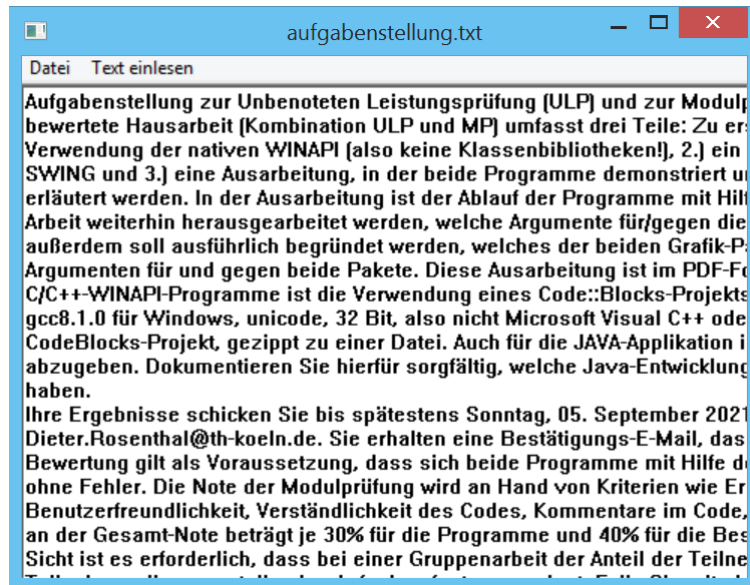 aufgabenstellung.txt
Datei Text einlesen
Aufgabenstellung zur Unbenoteten Leistungsprüfung (ULP) und zur Modulp
bewertete Hausarbeit (Kombination ULP und MP) umfasst drei Teile: Zu er
Verwendung der nativen WINAPI (also keine Klassenbibliotheken!), 2.) ein
SWING und 3.) eine Ausarbeitung, in der beide Programme demonstriert u
erläutert werden. In der Ausarbeitung ist der Ablauf der Programme mit Hilf
Arbeit weiterhin herausgearbeitet werden, welche Argumente für/gegen die
außerdem soll ausführlich begründet werden, welches der beiden Grafik-P
Argumenten für und gegen beide Pakete. Diese Ausarbeitung ist im PDF-Fo
C/C++-WINAPI-Programme ist die Verwendung eines Code::Blocks-Projekts
gcc8.1.0 für Windows, unicode, 32 Bit, also nicht Microsoft Visual C++ ode
CodeBlocks-Projekt, gezippt zu einer Datei. Auch für die JAVA-Applikation i
abzugeben. Dokumentieren Sie hierfür sorgfältig, welche Java-Entwicklung
haben.
Ihre Ergebnisse schicken Sie bis spätestens Sonntag, 05. September 2021
Dieter.Rosenthal@th-koeln.de. Sie erhalten eine Bestätigungs-E-Mail, das
Bewertung gilt als Voraussetzung, dass sich beide Programme mit Hilfe d
ohne Fehler. Die Note der Modulprüfung wird an Hand von Kriterien wie Er
Benutzerfreundlichkeit, Verständlichkeit des Codes, Kommentare im Code,
an der Gesamt-Note beträgt je 30% für die Programme und 40% für die Bes
Sicht ist es erforderlich, dass bei einer Gruppenarbeit der Anteil der Teilne